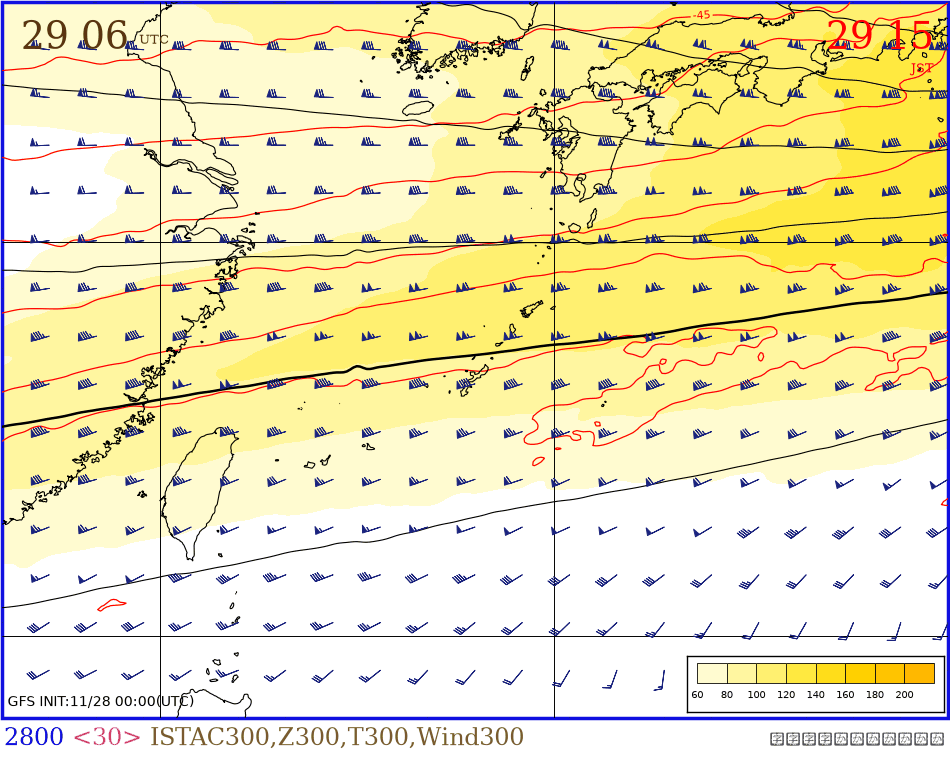 29 06 UTC
-45
29 15
JST
60 80 100 120 140 160 180 200
GFS INIT:11/28 00:00(UTC)
2800 <30> ISTAC300,Z300,T300,Wind300